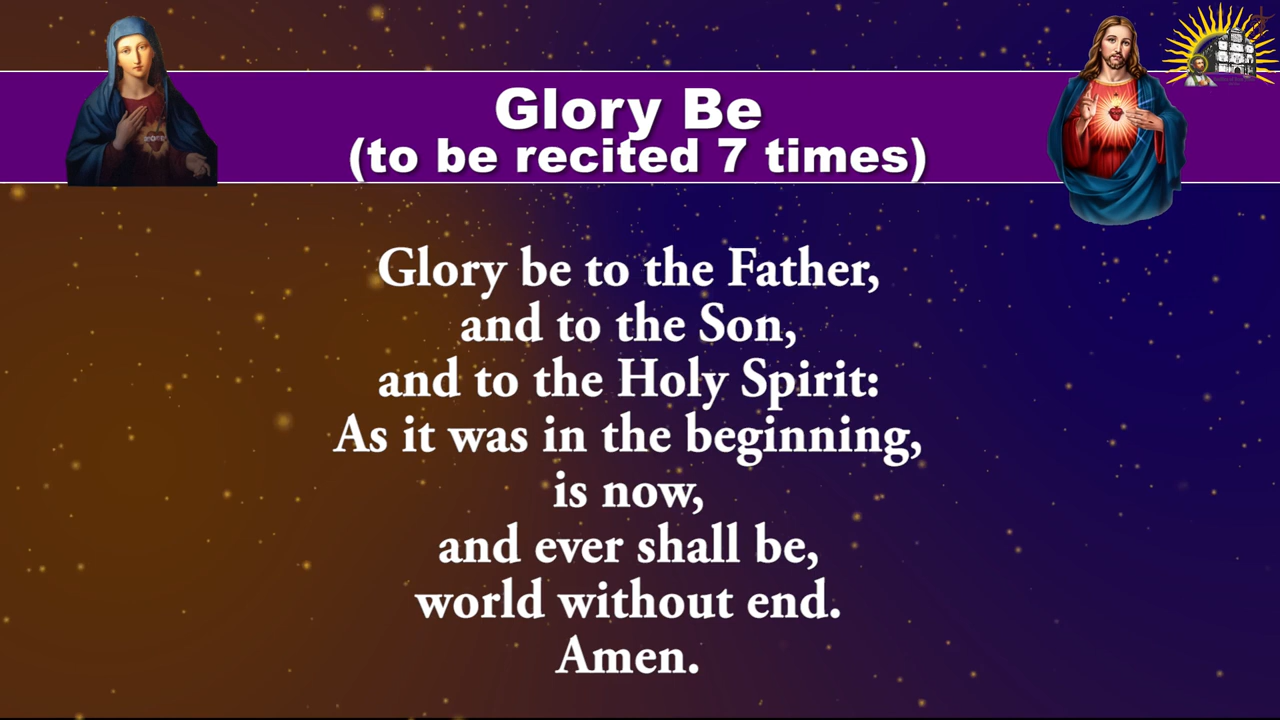 Glory Be
(to be recited 7 times)
Glory be to the Father,
and to the Son,
and to the Holy Spirit:
As it was in the beginning,
is now,
and ever shall be,
world without end.
Amen.